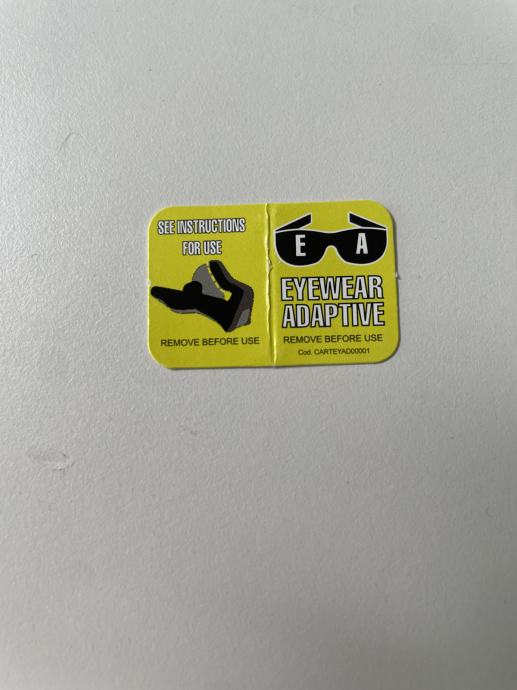 SEE INSTRUCTIONS
FOR USE
REMOVE BEFORE USE
E A
EYEWEAR
ADAPTIVE
REMOVE BEFORE USE
Cod. CARTEYAD00001